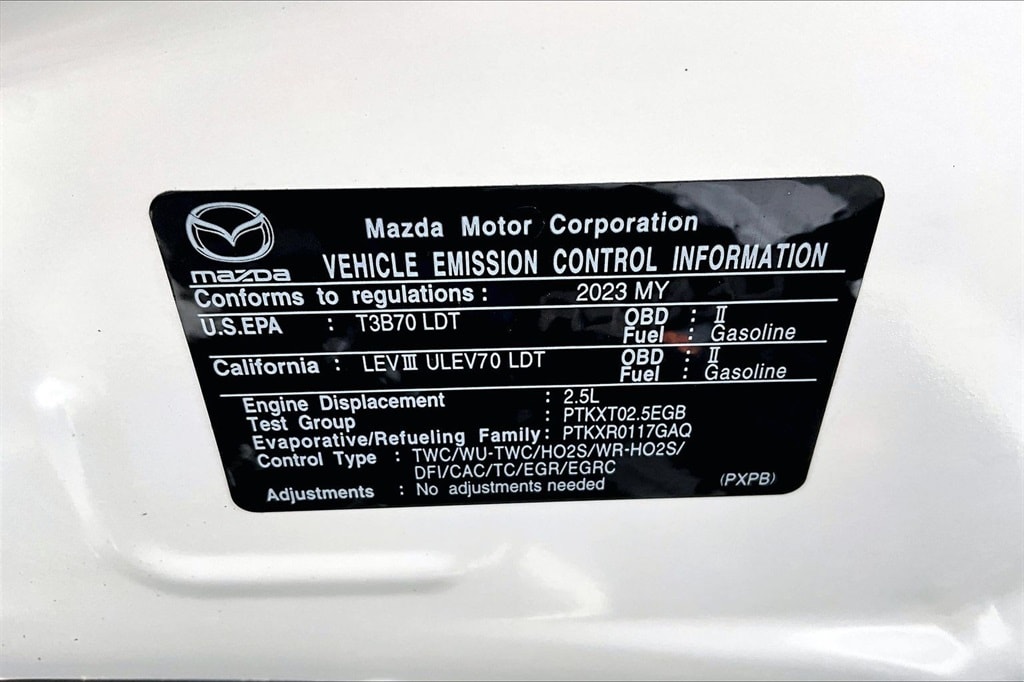 Mazda Motor Corporation
mazda VEHICLE EMISSION CONTROL INFORMATION
Conforms to regulations : 2023 MY
U.S.EPA : T3B70 LDT OBD : II
Fuel : Gasoline
California : LEVIII ULEV70 LDT OBD : II
Fuel : Gasoline
Engine Displacement : 2.5L
Test Group : PTKXT02.5EGB
Evaporative/Refueling Family : PTKXR0117GAQ
Control Type : TWC/WU-TWC/HO2S/WR-HO2S/
DFI/CAC/TC/EGR/EGRC
Adjustments : No adjustments needed (PXPB)